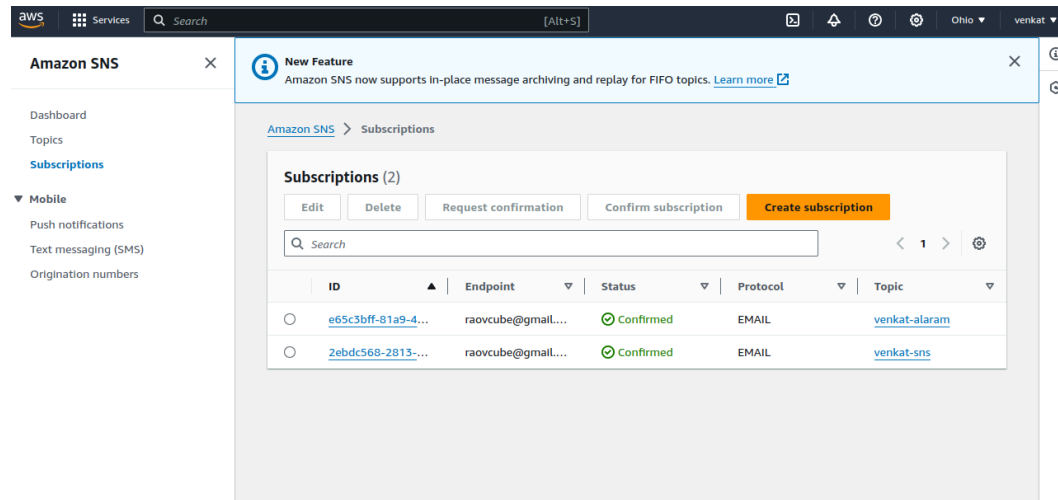 aws Services Search [Alt+S] Ohio venkat
Amazon SNS
Dashboard
Topics
Subscriptions
Mobile
Push notifications
Text messaging (SMS)
Origination numbers
New Feature
Amazon SNS now supports in-place message archiving and replay for FIFO topics. Learn more
Amazon SNS > Subscriptions
Subscriptions (2)
Edit Delete Request confirmation Confirm subscription Create subscription
Search < 1 >
ID Endpoint Status Protocol Topic
e65c3bff-81a9-4... raovcube@gmail.... Confirmed EMAIL venkat-alaram
2ebdc568-2813-... raovcube@gmail.... Confirmed EMAIL venkat-sns